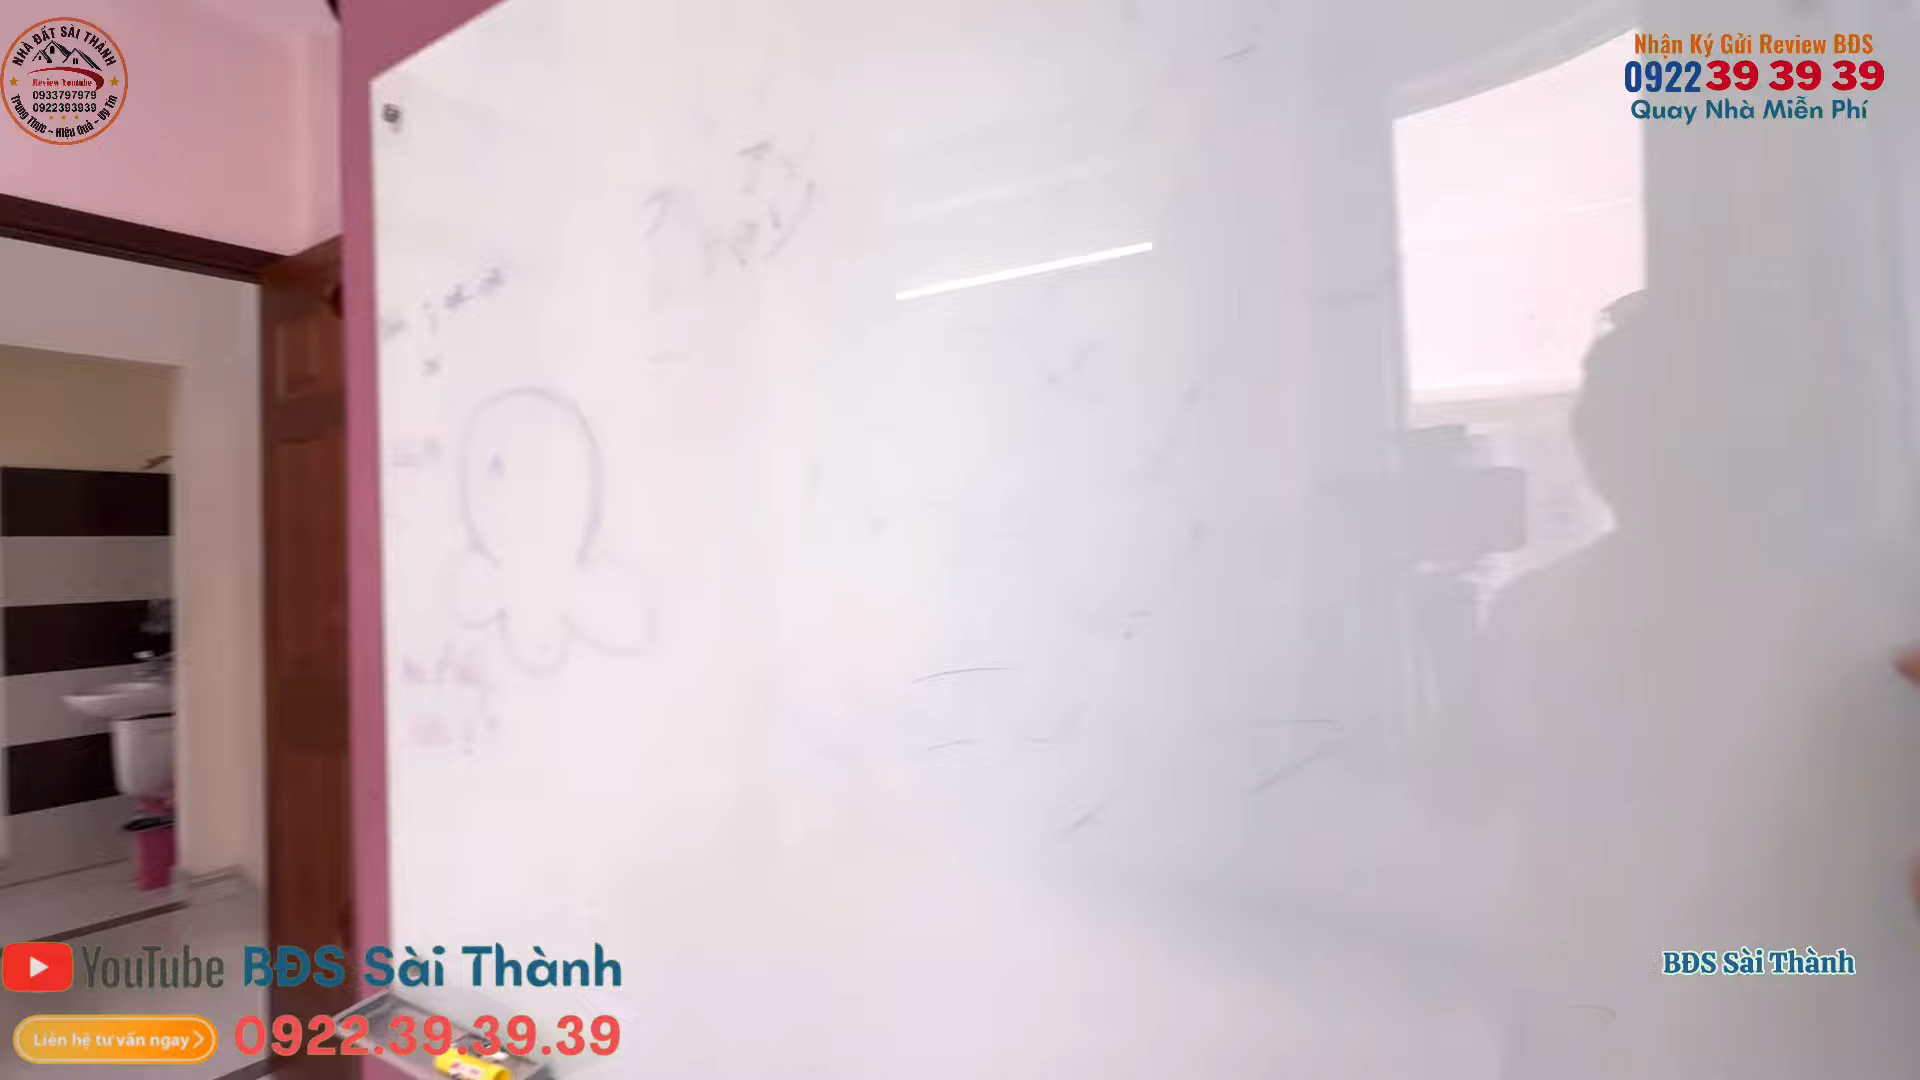 NHÀ ĐẤT SÀI THÀNH
Review Youtube
0933797979
0922393939
Trung Thực - Hiệu Quả - Uy Tín
Nhận Ký Gửi Review BĐS
0922 39 39 39
Quay Nhà Miễn Phí
YouTube BĐS Sài Thành
Liên hệ tư vấn ngay
0922.39.39.39
BĐS Sài Thành